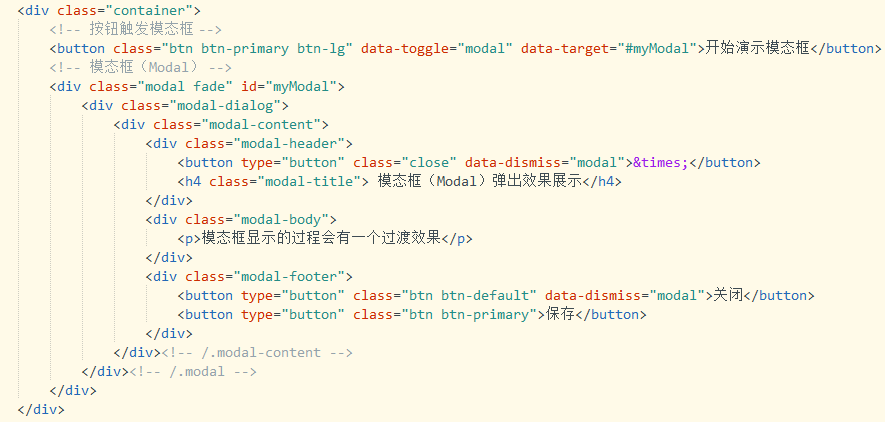 <div class="container">
<!-- 按钮触发模态框 -->
<button class="btn btn-primary btn-lg" data-toggle="modal" data-target="#myModal">开始演示模态框</button>
<!-- 模态框（Modal）-->
<div class="modal fade" id="myModal">
<div class="modal-dialog">
<div class="modal-content">
<div class="modal-header">
<button type="button" class="close" data-dismiss="modal">&times;</button>
<h4 class="modal-title"> 模态框（Modal）弹出效果展示</h4>
</div>
<div class="modal-body">
<p>模态框显示的过程会有一个过渡效果</p>
</div>
<div class="modal-footer">
<button type="button" class="btn btn-default" data-dismiss="modal">关闭</button>
<button type="button" class="btn btn-primary">保存</button>
</div>
</div><!-- /.modal-content -->
</div><!-- /.modal -->
</div>
</div>